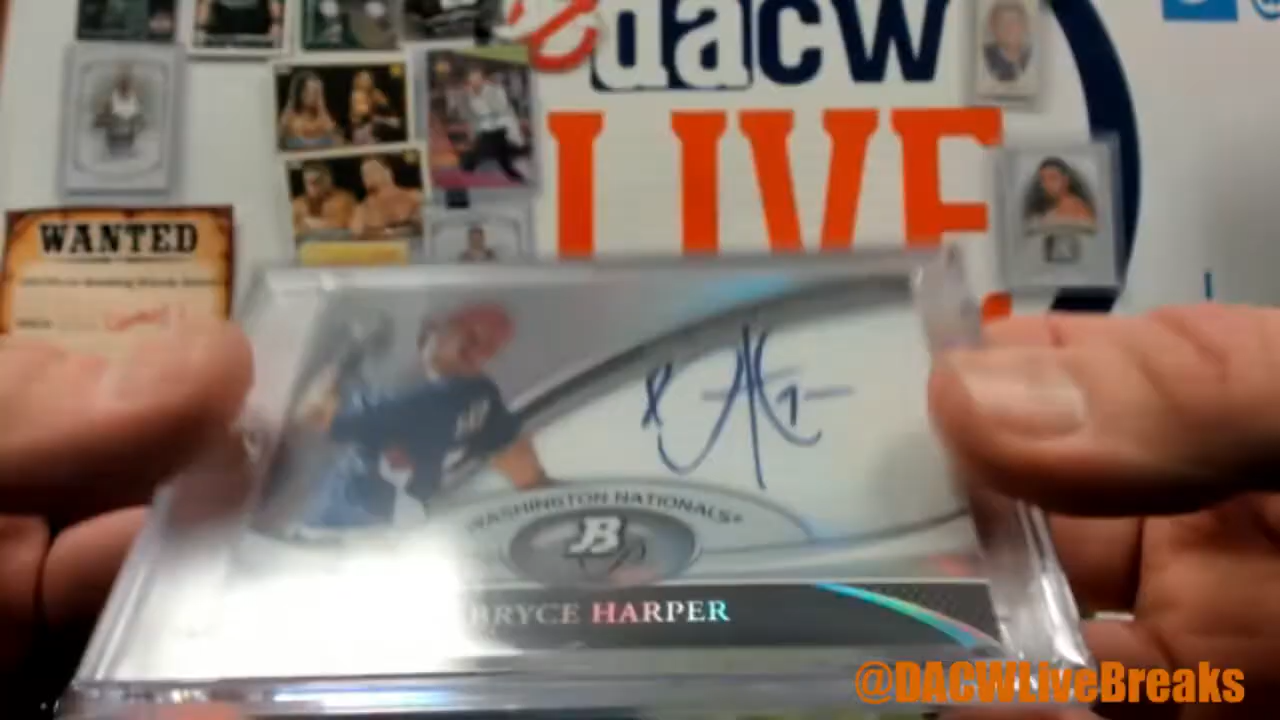 dacw
LIVE
WANTED
WASHINGTON NATIONALS
B
BRYCE HARPER
@DACWLiveBreaks